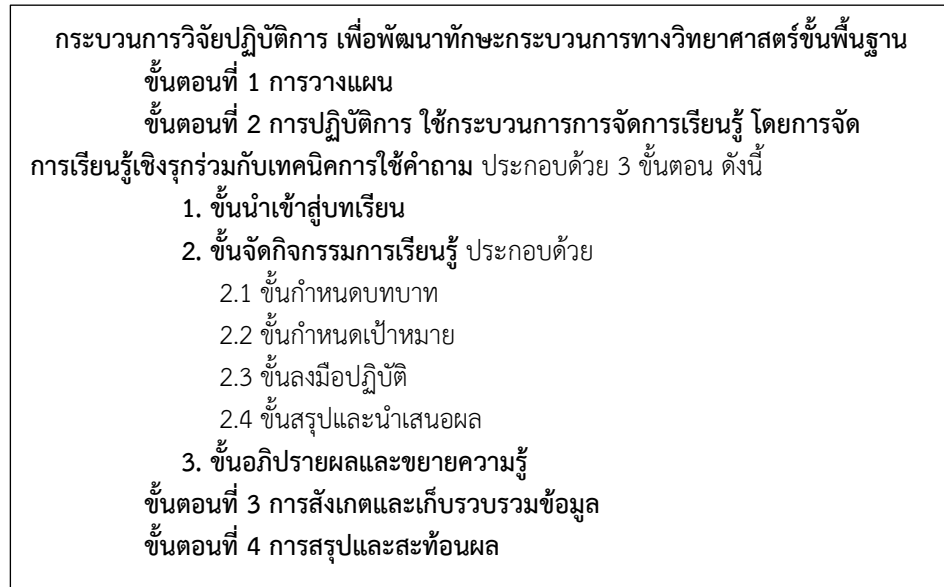 กระบวนการวิจัยปฏิบัติการ เพื่อพัฒนาทักษะกระบวนการทางวิทยาศาสตร์ขั้นพื้นฐาน
ขั้นตอนที่ 1 การวางแผน
ขั้นตอนที่ 2 การปฏิบัติการ ใช้กระบวนการการจัดการเรียนรู้ โดยการจัด
การเรียนรู้เชิงรุกร่วมกับเทคนิคการใช้คำถาม ประกอบด้วย 3 ขั้นตอน ดังนี้
1. ขั้นนำเข้าสู่บทเรียน
2. ขั้นจัดกิจกรรมการเรียนรู้ ประกอบด้วย
2.1 ขั้นกำหนดบทบาท
2.2 ขั้นกำหนดเป้าหมาย
2.3 ขั้นลงมือปฏิบัติ
2.4 ขั้นสรุปและนำเสนอผล
3. ขั้นอภิปรายผลและขยายความรู้
ขั้นตอนที่ 3 การสังเกตและเก็บรวบรวมข้อมูล
ขั้นตอนที่ 4 การสรุปและสะท้อนผล